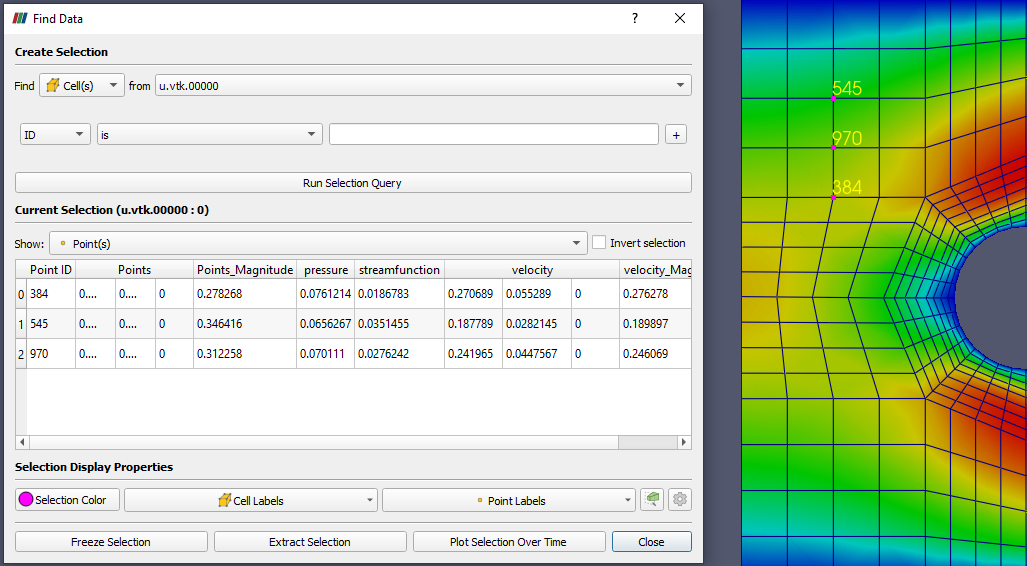 Find Data ?
Create Selection
Find Cell(s) from u.vtk.00000
ID is +
Run Selection Query
Current Selection (u.vtk.00000 : 0)
Show: Point(s) Invert selection
Point ID Points Points_Magnitude pressure streamfunction velocity velocity_Mag
0 384 0.... 0.... 0 0.278268 0.0761214 0.0186783 0.270689 0.055289 0 0.276278
1 545 0.... 0.... 0 0.346416 0.0656267 0.0351455 0.187789 0.0282145 0 0.189897
2 970 0.... 0.... 0 0.312258 0.070111 0.0276242 0.241965 0.0447567 0 0.246069
Selection Display Properties
Selection Color Cell Labels Point Labels
Freeze Selection Extract Selection Plot Selection Over Time Close
545
970
384